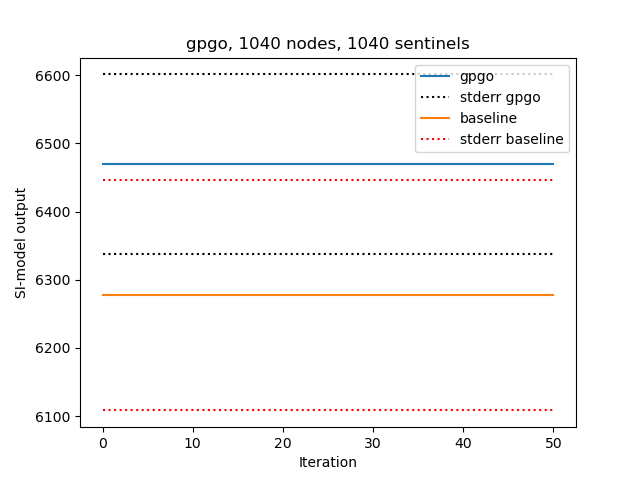 gpgo, 1040 nodes, 1040 sentinels
gpgo
stderr gpgo
baseline
stderr baseline
SI-model output
6600
6500
6400
6300
6200
6100
0 10 20 30 40 50
Iteration